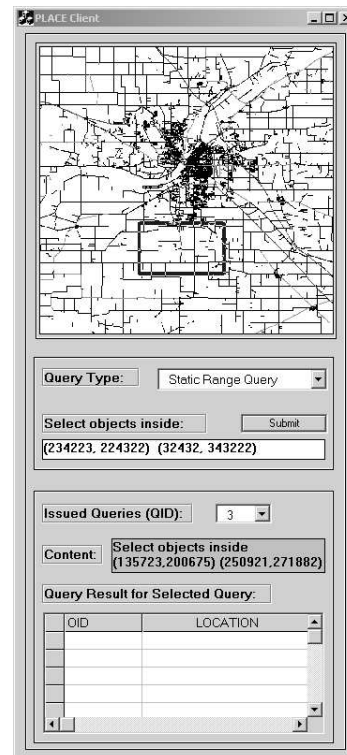 PLACE Client
Query Type:
Static Range Query
Select objects inside:
Submit
(234223, 224322) (32432, 343222)
Issued Queries (QID):
3
Content:
Select objects inside
(135723,200675) (250921,271882)
Query Result for Selected Query:
OID LOCATION